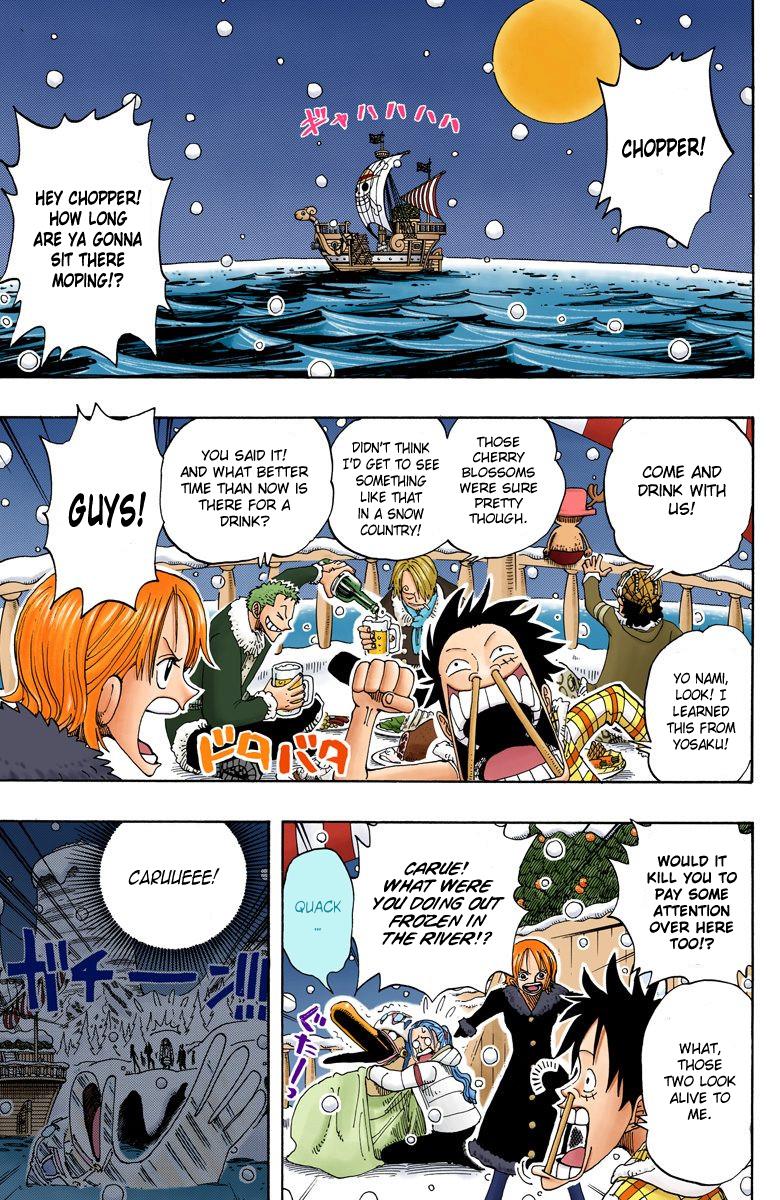 CHOPPER!
ギャハハハハハ
HEY CHOPPER!
HOW LONG
ARE YA GONNA
SIT THERE
MOPING!?
COME AND
DRINK WITH
US!
THOSE
CHERRY
BLOSSOMS
WERE SURE
PRETTY
THOUGH.
DIDN'T THINK
I'D GET TO SEE
SOMETHING
LIKE THAT
IN A SNOW
COUNTRY!
YOU SAID IT!
AND WHAT BETTER
TIME THAN NOW IS
THERE FOR A
DRINK?
GUYS!
YO NAMI,
LOOK! I
LEARNED
THIS FROM
YOSAKU!
ドタバタ
WOULD IT
KILL YOU TO
PAY SOME
ATTENTION
OVER HERE
TOO!?
CARUE!
WHAT WERE
YOU DOING OUT
FROZEN IN
THE RIVER!?
QUACK
...
ぐたーっ
WHAT,
THOSE
TWO LOOK
ALIVE TO
ME.
CARUUEEE!
ガチーーン!!!